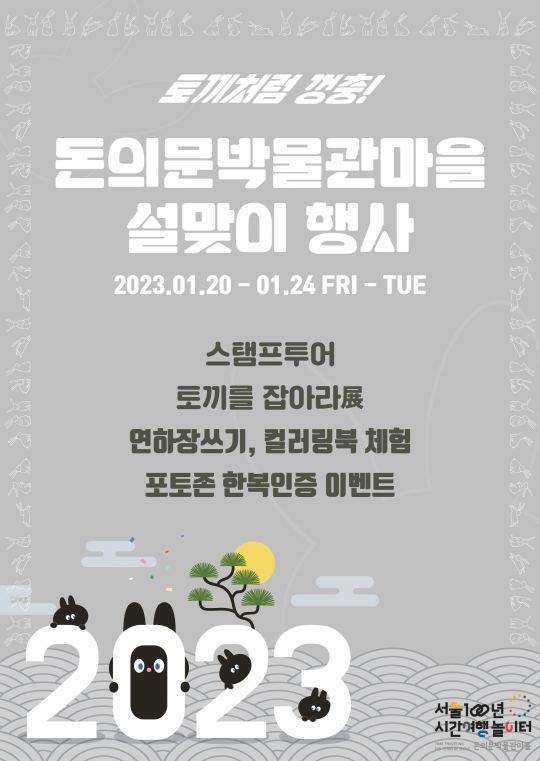 토끼처럼 껑충!
돈의문박물관마을
설맞이 행사
2023.01.20 - 01.24 FRI - TUE
스탬프투어
토끼를 잡아라展
연하장쓰기, 컬러링북 체험
포토존 한복인증 이벤트
2023
서울100년
시간여행 놀이터
돈의문박물관마을